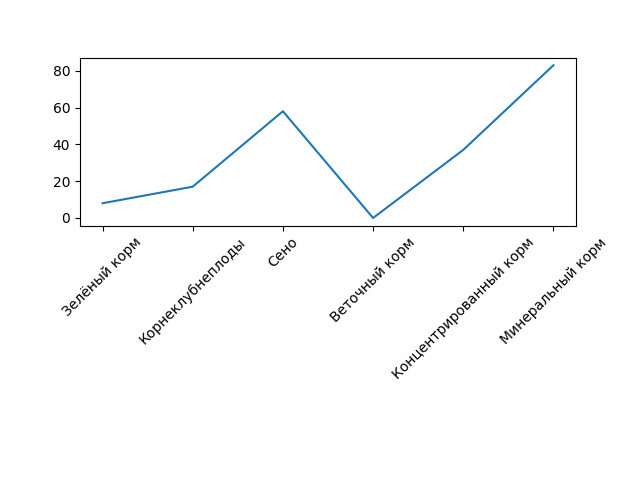 80
60
40
20
0
Зелёный корм
Корнеклубнеплоды
Сено
Веточный корм
Концентрированный корм
Минеральный корм